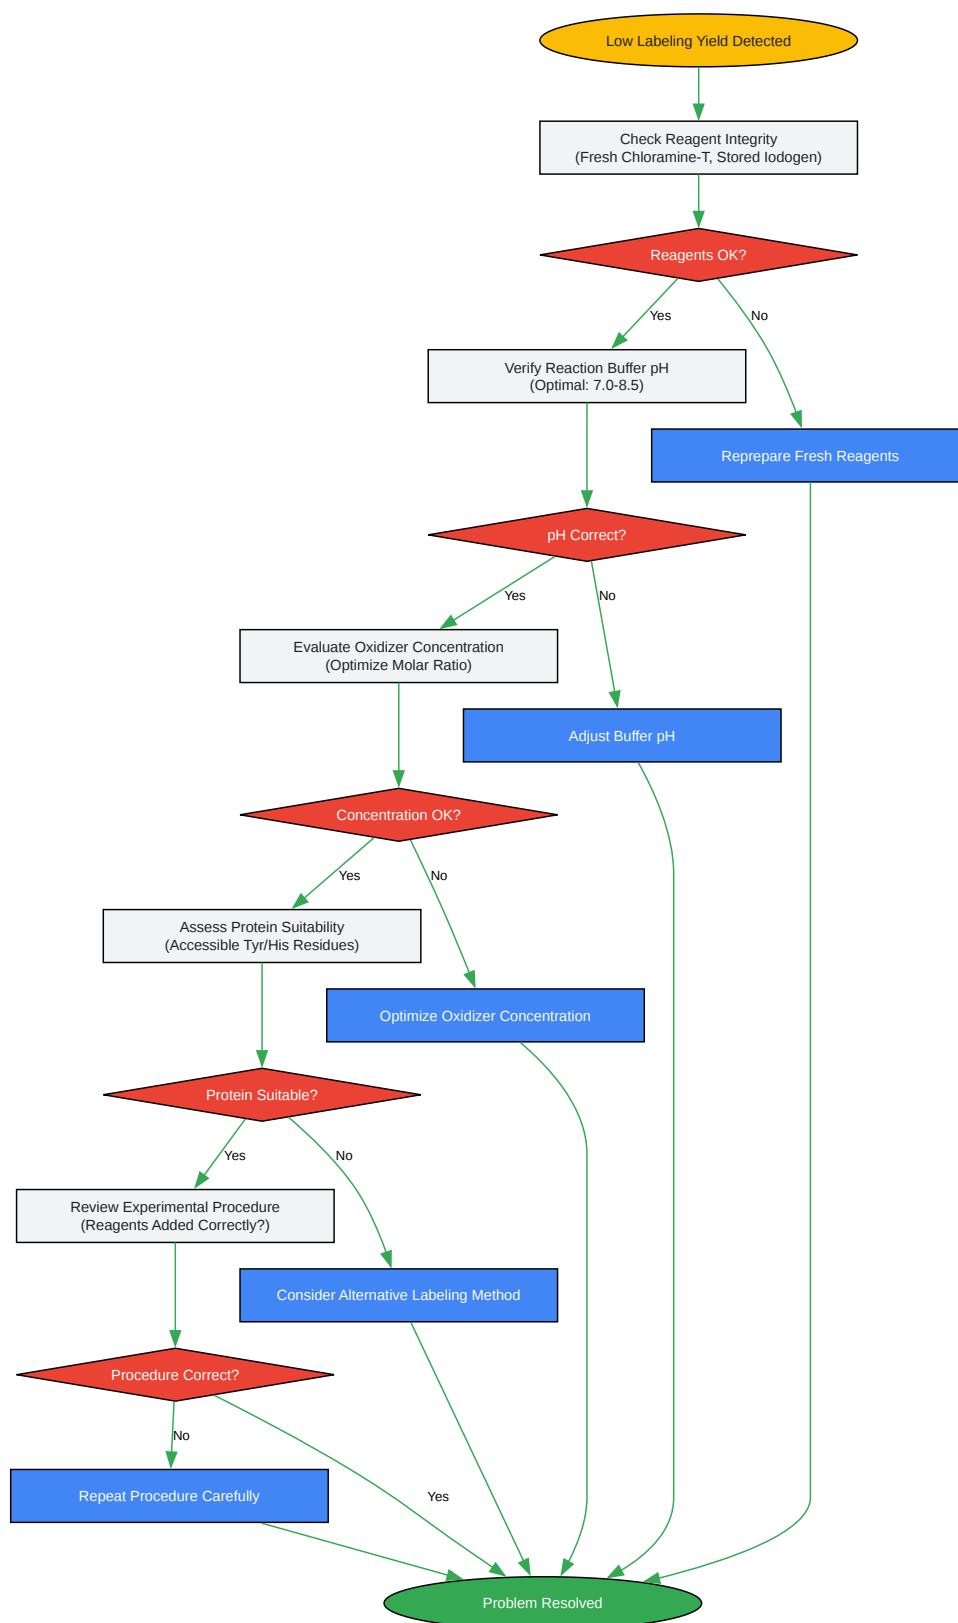 Low Labeling Yield Detected
Check Reagent Integrity
(Fresh Chloramine-T, Stored Iodogen)
Reagents OK?
Yes
No
Verify Reaction Buffer pH
(Optimal: 7.0-8.5)
Reprepare Fresh Reagents
pH Correct?
Yes
No
Evaluate Oxidizer Concentration
(Optimize Molar Ratio)
Adjust Buffer pH
Concentration OK?
Yes
No
Assess Protein Suitability
(Accessible Tyr/His Residues)
Optimize Oxidizer Concentration
Protein Suitable?
Yes
No
Review Experimental Procedure
(Reagents Added Correctly?)
Consider Alternative Labeling Method
Procedure Correct?
No
Repeat Procedure Carefully
Yes
Problem Resolved